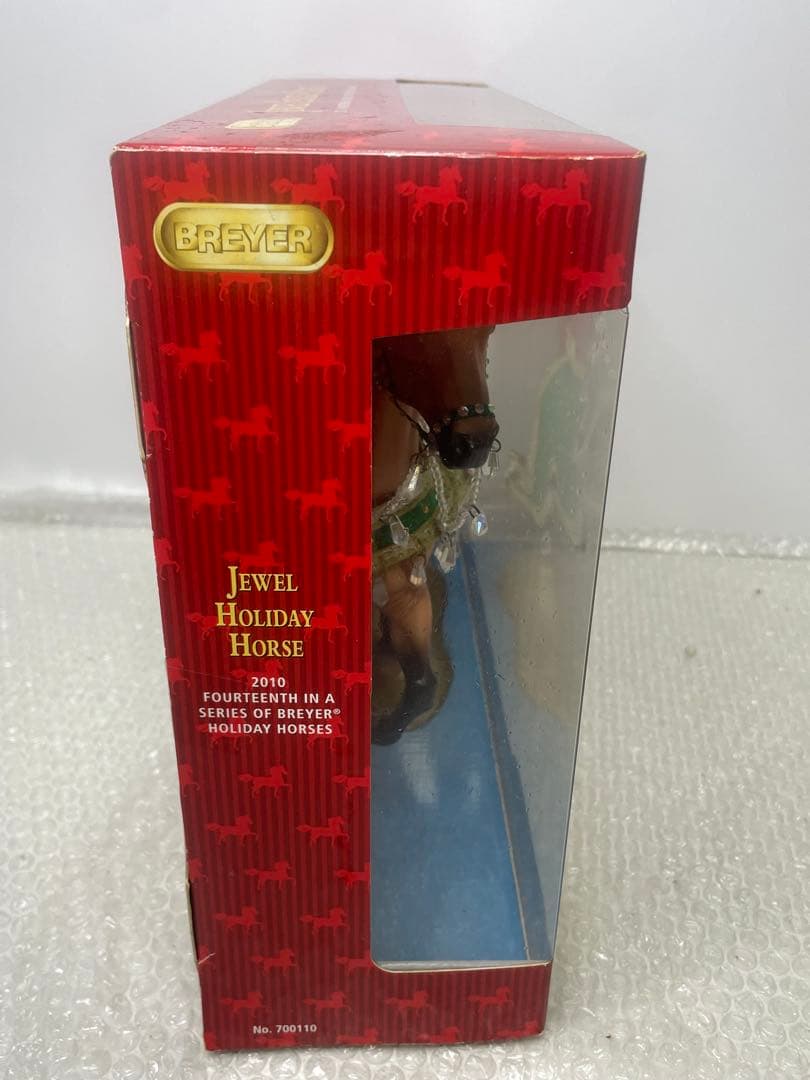 BREYER
JEWEL
HOLIDAY
HORSE
2010
FOURTEENTH IN A
SERIES OF BREYER®
HOLIDAY HORSES
No. 700110